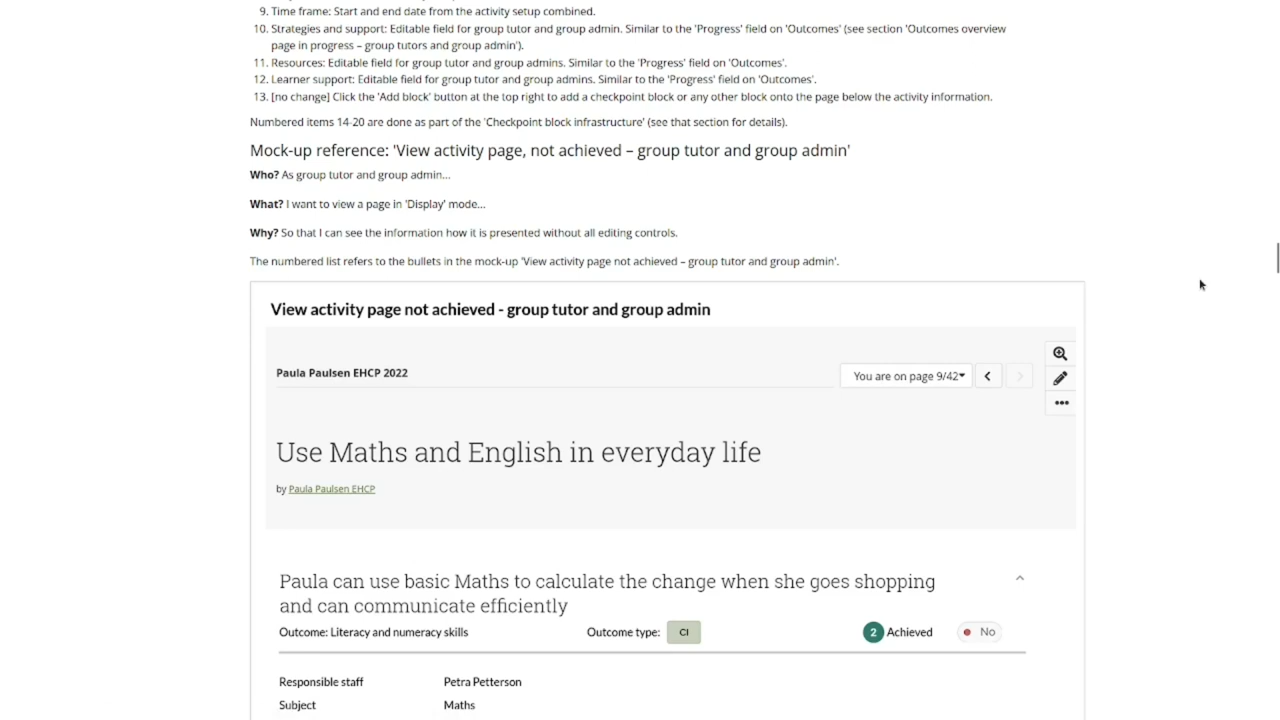 9. Time frame: Start and end date from the activity setup combined.
10. Strategies and support: Editable field for group tutor and group admin. Similar to the 'Progress' field on 'Outcomes' (see section 'Outcomes overview
page in progress – group tutors and group admin').
11. Resources: Editable field for group tutor and group admins. Similar to the 'Progress' field on 'Outcomes'.
12. Learner support: Editable field for group tutor and group admins. Similar to the 'Progress' field on 'Outcomes'.
13. [no change] Click the 'Add block' button at the top right to add a checkpoint block or any other block onto the page below the activity information.
Numbered items 14-20 are done as part of the 'Checkpoint block infrastructure' (see that section for details).
Mock-up reference: 'View activity page, not achieved – group tutor and group admin'
Who? As group tutor and group admin...
What? I want to view a page in 'Display' mode...
Why? So that I can see the information how it is presented without all editing controls.
The numbered list refers to the bullets in the mock-up 'View activity page not achieved – group tutor and group admin'.
View activity page not achieved - group tutor and group admin
Paula Paulsen EHCP 2022
You are on page 9/42
Use Maths and English in everyday life
by Paula Paulsen EHCP
Paula can use basic Maths to calculate the change when she goes shopping
and can communicate efficiently
Outcome: Literacy and numeracy skills Outcome type: CI 2 Achieved No
Responsible staff Petra Petterson
Subject Maths